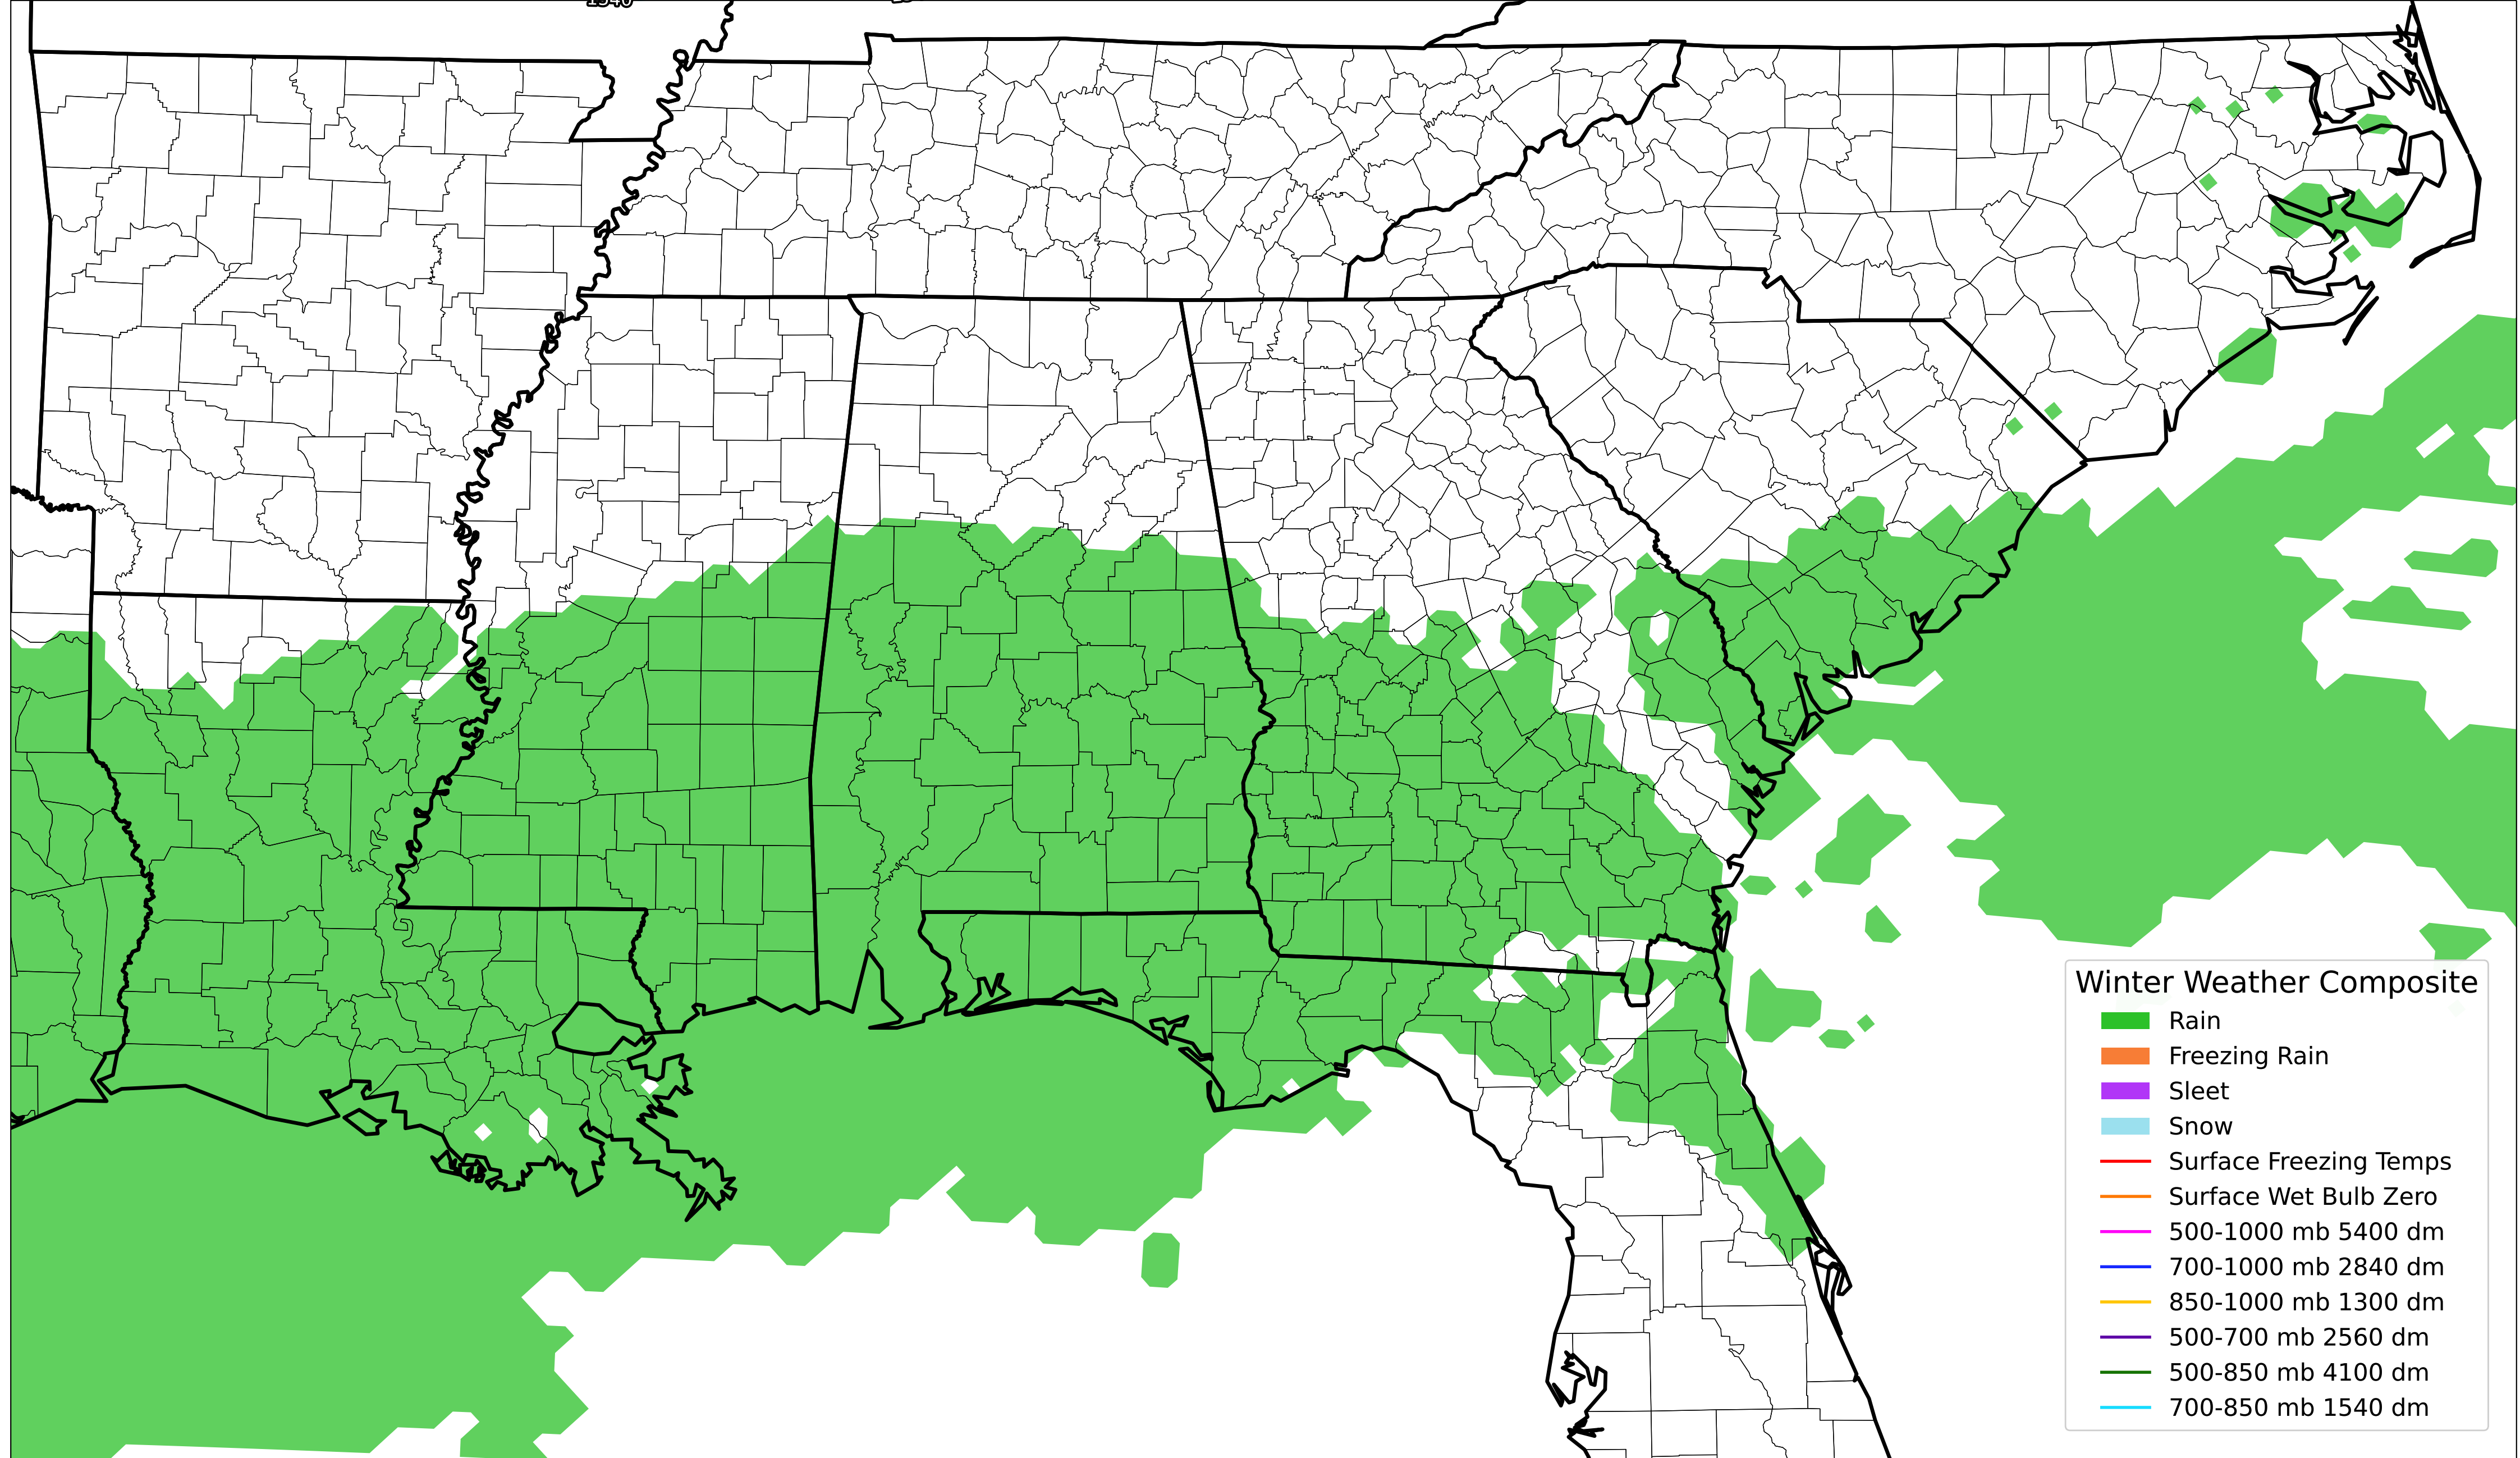 Winter Weather Composite
Rain
Freezing Rain
Sleet
Snow
Surface Freezing Temps
Surface Wet Bulb Zero
500-1000 mb 5400 dm
700-1000 mb 2840 dm
850-1000 mb 1300 dm
500-700 mb 2560 dm
500-850 mb 4100 dm
700-850 mb 1540 dm